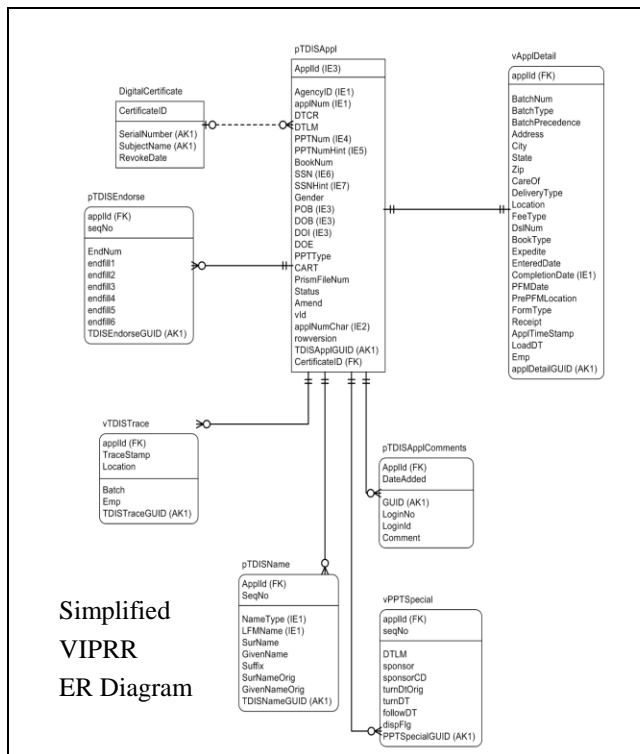 pTDISAppl
ApplId (IE3)
AgencyID (IE1)
applNum (IE1)
DTCR
DTLM
PPTNum (IE4)
PPTNumHint (IE5)
BookNum
SSN (IE6)
SSNHint (IE7)
Gender
POB (IE3)
DOB (IE3)
DOI (IE3)
DOE
PPTType
CART
PrismFileNum
Status
Amend
vId
applNumChar (IE2)
rowversion
TDISApplGUID (AK1)
CertificateID (FK)
vApplDetail
applId (FK)
BatchNum
BatchType
BatchPrecedence
Address
City
State
Zip
CareOf
DeliveryType
Location
FeeType
DslNum
BookType
Expedite
EnteredDate
CompletionDate (IE1)
PFMDate
PrePFMLocation
FormType
Receipt
ApplTimeStamp
LoadDT
Emp
applDetailGUID (AK1)
DigitalCertificate
CertificateID
SerialNumber (AK1)
SubjectName (AK1)
RevokeDate
pTDISEndorse
applId (FK)
seqNo
EndNum
endfill1
endfill2
endfill3
endfill4
endfill5
endfill6
TDISEndorseGUID (AK1)
vTDISTrace
applId (FK)
TraceStamp
Location
Batch
Emp
TDISTraceGUID (AK1)
pTDISApplComments
ApplId (FK)
DateAdded
GUID (AK1)
LoginNo
LoginId
Comment
pTDISName
ApplId (FK)
SeqNo
NameType (IE1)
LFMName (IE1)
SurName
GivenName
Suffix
SurNameOrig
GivenNameOrig
TDISNameGUID (AK1)
vPPTSpecial
applId (FK)
seqNo
DTLM
sponsor
sponsorCD
turnDtOrig
turnDT
followDT
dispFlg
PPTSpecialGUID (AK1)
Simplified
VIPRR
ER Diagram